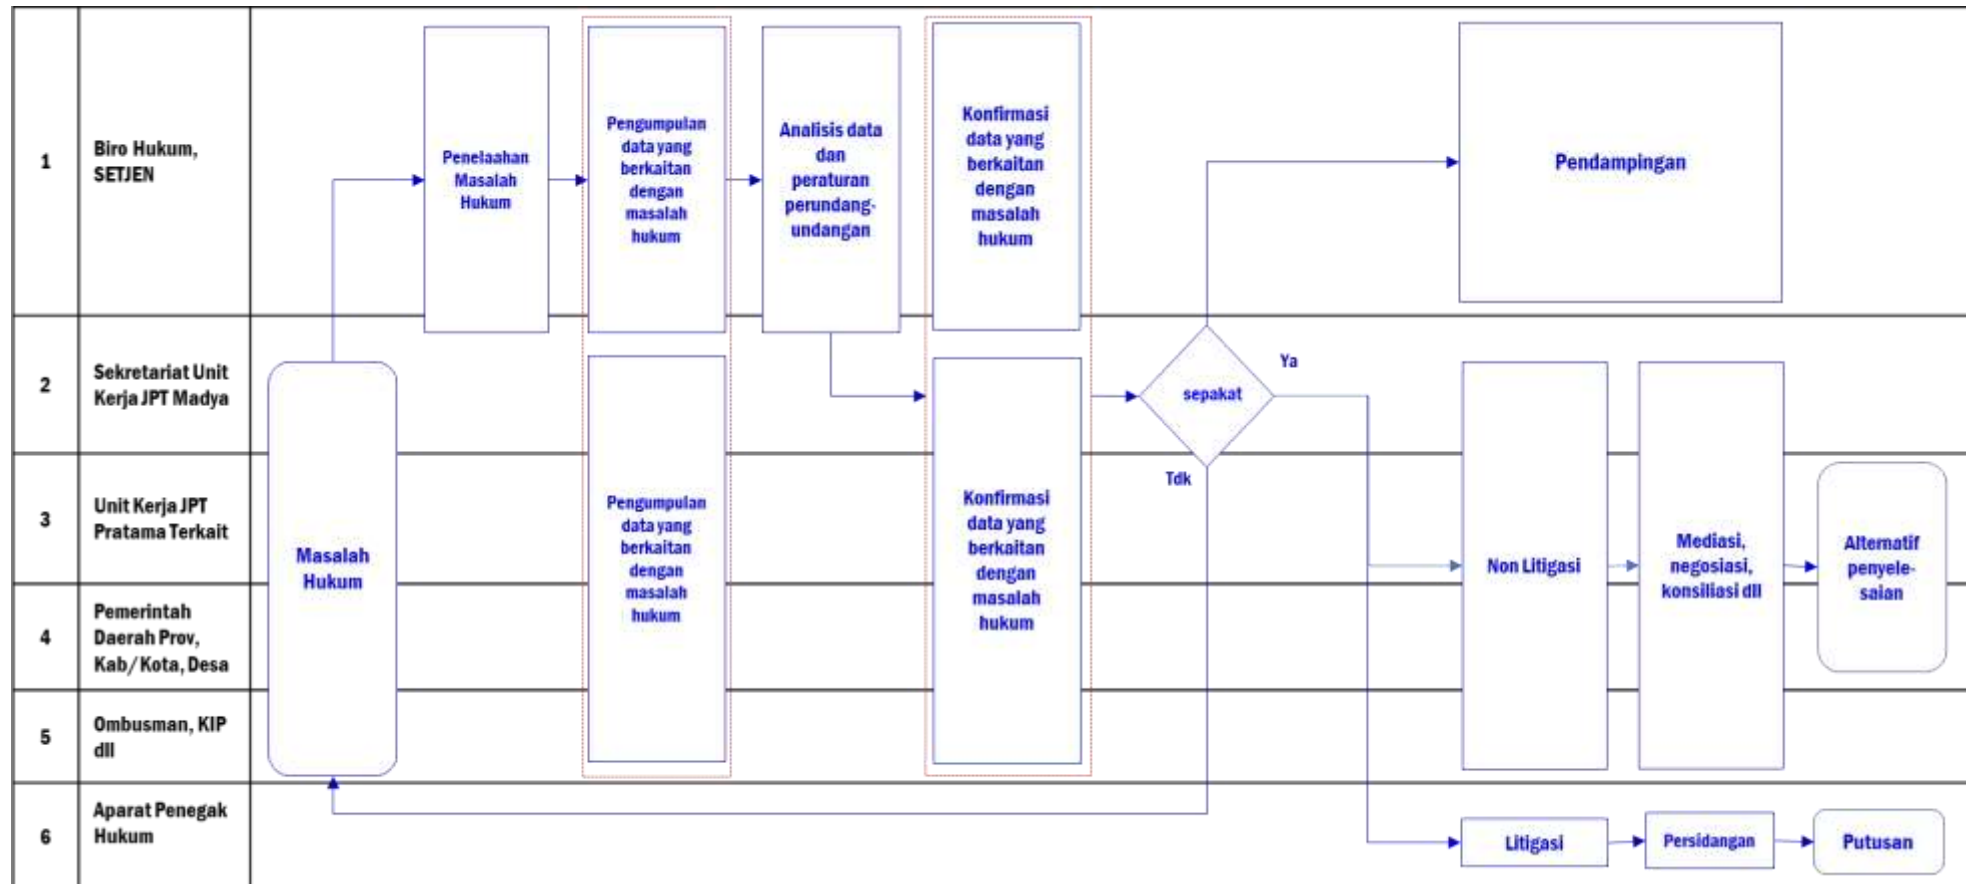 1
Biro Hukum,
SETJEN
Penelaahan
Masalah
Hukum
Pengumpulan
data yang
berkaitan
dengan
masalah
hukum
Analisis data
dan
peraturan
perundang-
undangan
Konfirmasi
data yang
berkaitan
dengan
masalah
hukum
Pendampingan
2
Sekretariat Unit
Kerja JPT Madya
sepakat
Ya
Tdk
3
Unit Kerja JPT
Pratama Terkait
Masalah
Hukum
Pengumpulan
data yang
berkaitan
dengan
masalah
hukum
Konfirmasi
data yang
berkaitan
dengan
masalah
hukum
Non Litigasi
Mediasi,
negosiasi,
konsiliasi dll
Alternatif
penyele-
saian
4
Pemerintah
Daerah Prov,
Kab/Kota, Desa
5
Ombusman, KIP
dll
6
Aparat Penegak
Hukum
Litigasi
Persidangan
Putusan